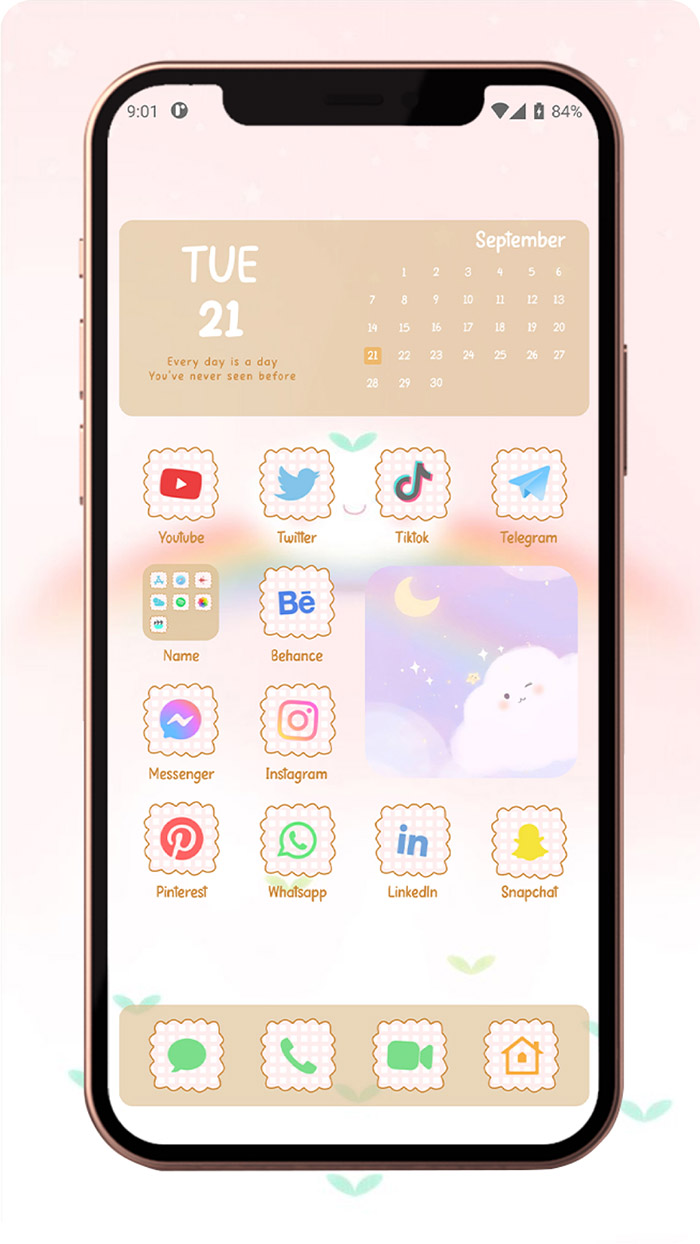 9:01
84%
TUE
21
Every day is a day
You've never seen before
September
1 2 3 4 5 6
7 8 9 10 11 12 13
14 15 16 17 18 19 20
21 22 23 24 25 26 27
28 29 30
Youtube Twitter Tiktok Telegram
Bē
Name Behance
Messenger Instagram
in
Pinterest Whatsapp LinkedIn Snapchat